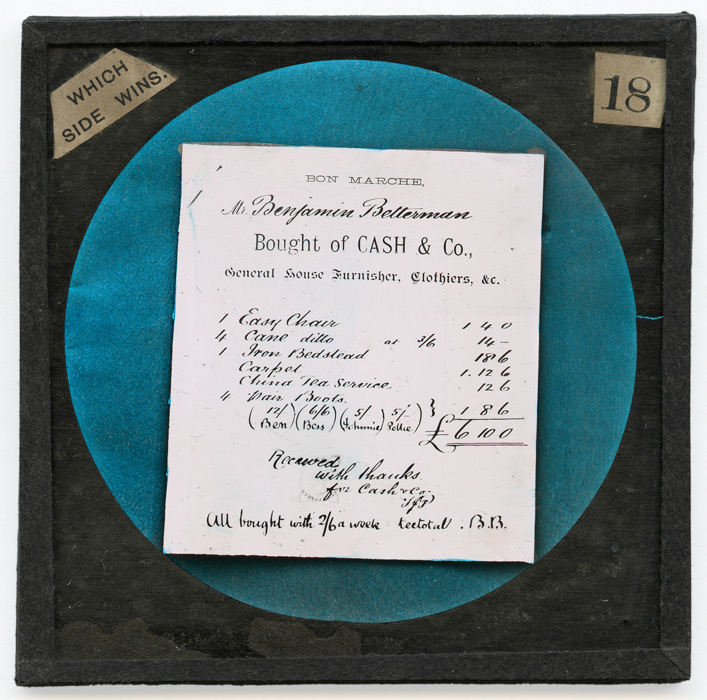 WHICH
SIDE WINS.
18
BON MARCHE,
Mr. Benjamin Betterman
Bought of CASH & Co.,
General House Furnisher, Clothiers, &c.
1 Easy Chair 1 4 0
4 Cane ditto at 3/6 14 –
1 Iron Bedstead 18 6
Carpet 1. 12 6
China Tea Service 12 6
4 Pair Boots.
(12/ Ben) (6/6 Bess) (5/ Johnnie) (5/- Pollie) } 1 8 6
£6 10 0
Received
with thanks.
for Cash & Co.
All bought with 2/6 a week teetotal. B.B.